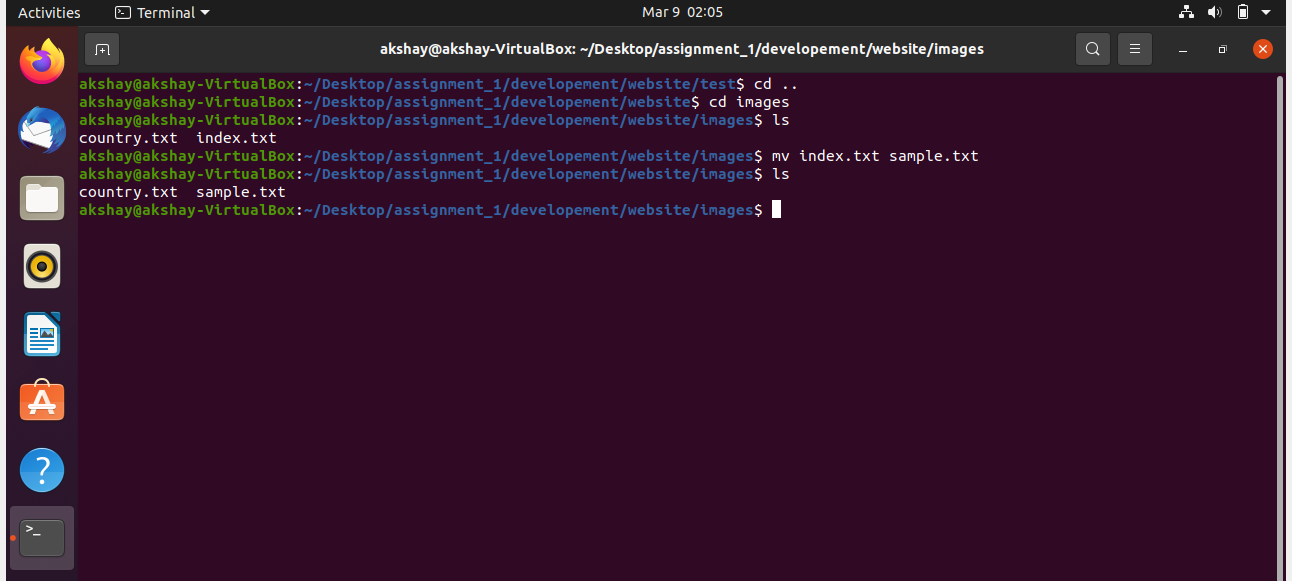 Activities Terminal Mar 9 02:05
akshay@akshay-VirtualBox: ~/Desktop/assignment_1/developement/website/images
akshay@akshay-VirtualBox:~/Desktop/assignment_1/developement/website/test$ cd ..
akshay@akshay-VirtualBox:~/Desktop/assignment_1/developement/website$ cd images
akshay@akshay-VirtualBox:~/Desktop/assignment_1/developement/website/images$ ls
country.txt  index.txt
akshay@akshay-VirtualBox:~/Desktop/assignment_1/developement/website/images$ mv index.txt sample.txt
akshay@akshay-VirtualBox:~/Desktop/assignment_1/developement/website/images$ ls
country.txt  sample.txt
akshay@akshay-VirtualBox:~/Desktop/assignment_1/developement/website/images$